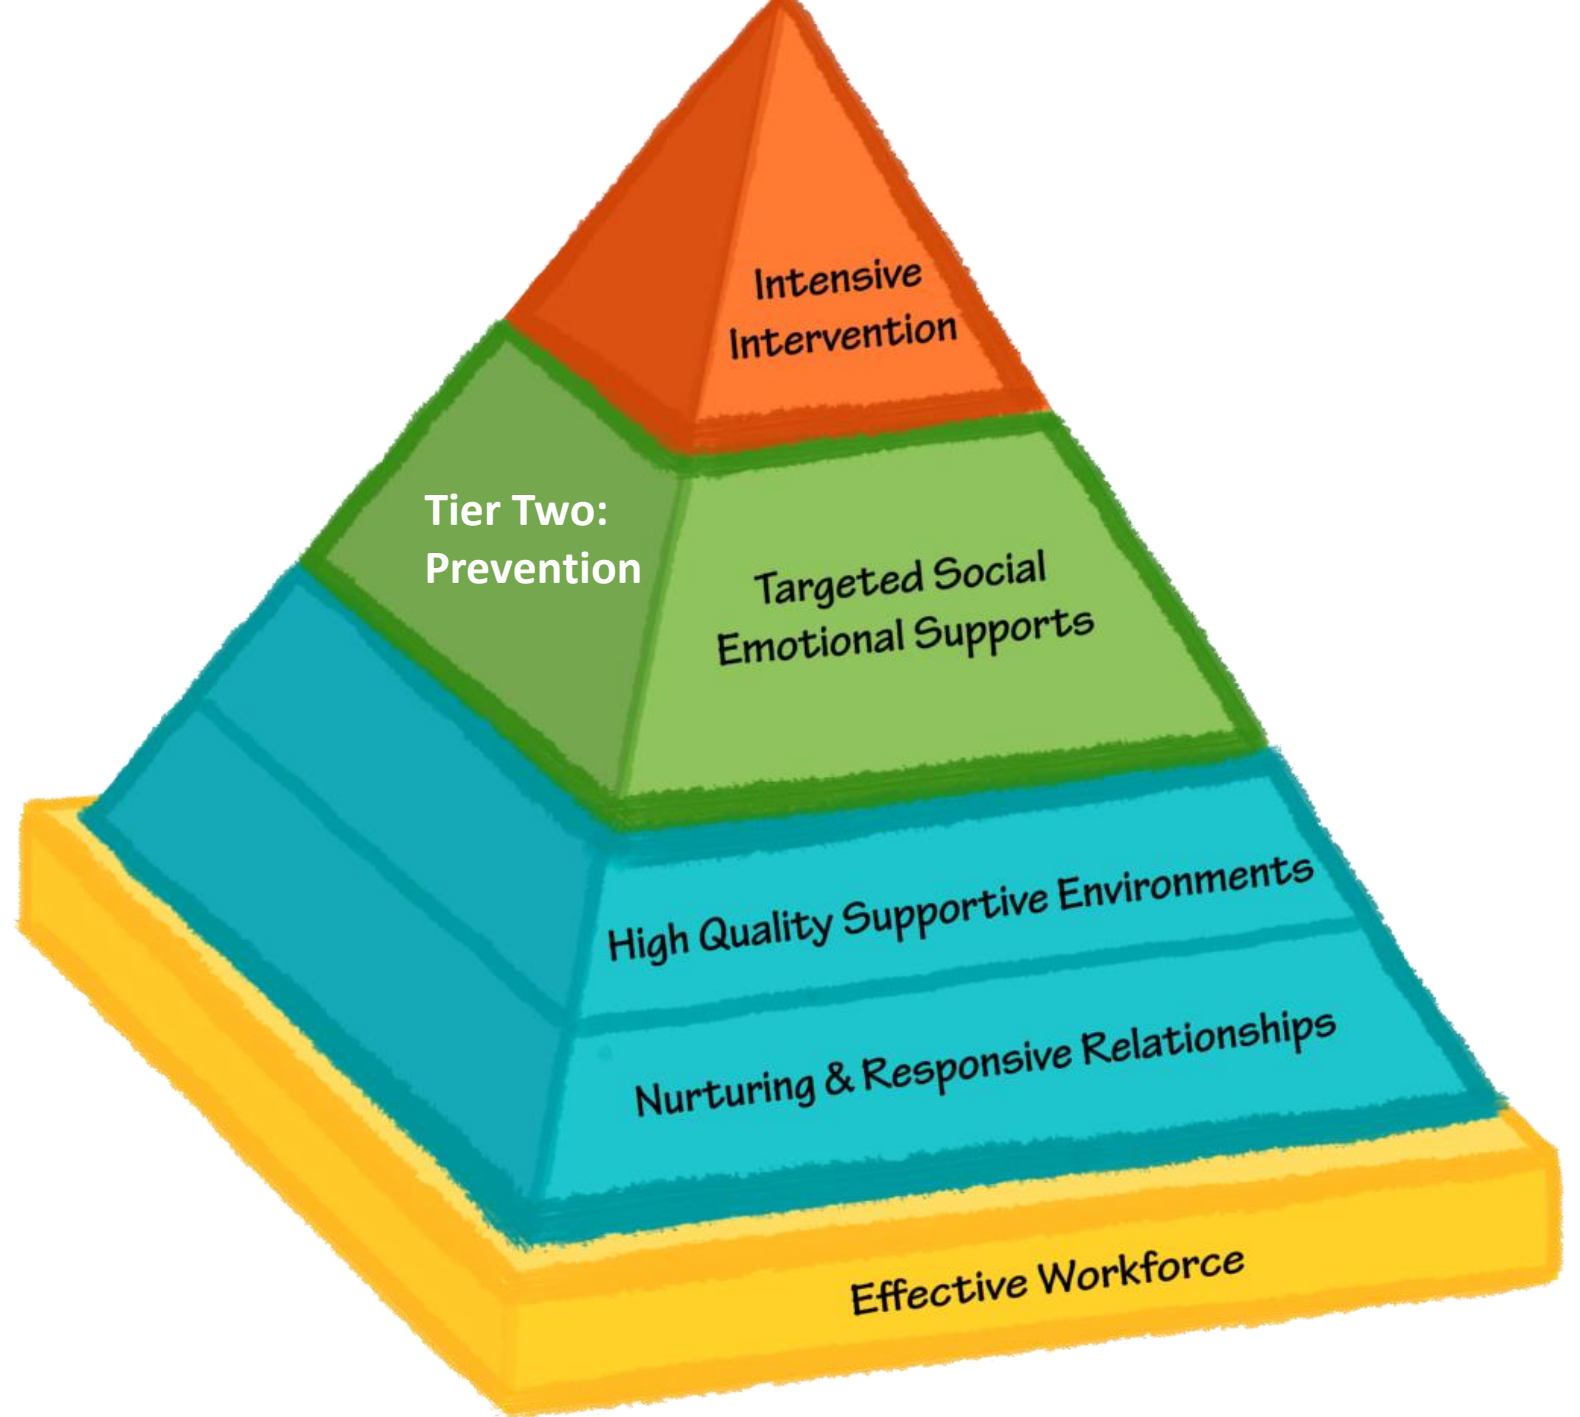 Intensive
Intervention
Tier Two:
Prevention
Targeted Social
Emotional Supports
High Quality Supportive Environments
Nurturing & Responsive Relationships
Effective Workforce